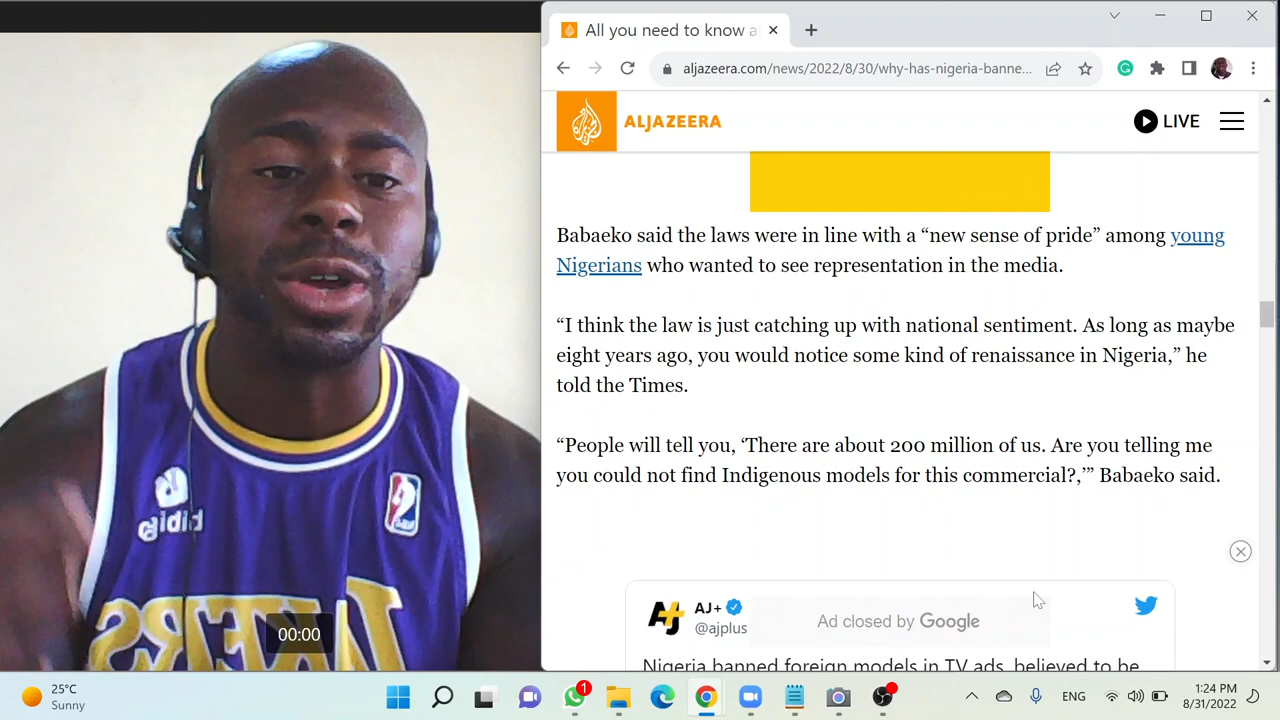 All you need to know a
aljazeera.com/news/2022/8/30/why-has-nigeria-banne...
ALJAZEERA
LIVE
Babaeko said the laws were in line with a “new sense of pride” among young
Nigerians who wanted to see representation in the media.
“I think the law is just catching up with national sentiment. As long as maybe
eight years ago, you would notice some kind of renaissance in Nigeria,” he
told the Times.
“People will tell you, ‘There are about 200 million of us. Are you telling me
you could not find Indigenous models for this commercial?,’” Babaeko said.
AJ+
@ajplus
Ad closed by Google
Nigeria banned foreign models in TV ads, believed to be
bibigo
LAKERS
00:00
25°C
Sunny
1
ENG
1:24 PM
8/31/2022